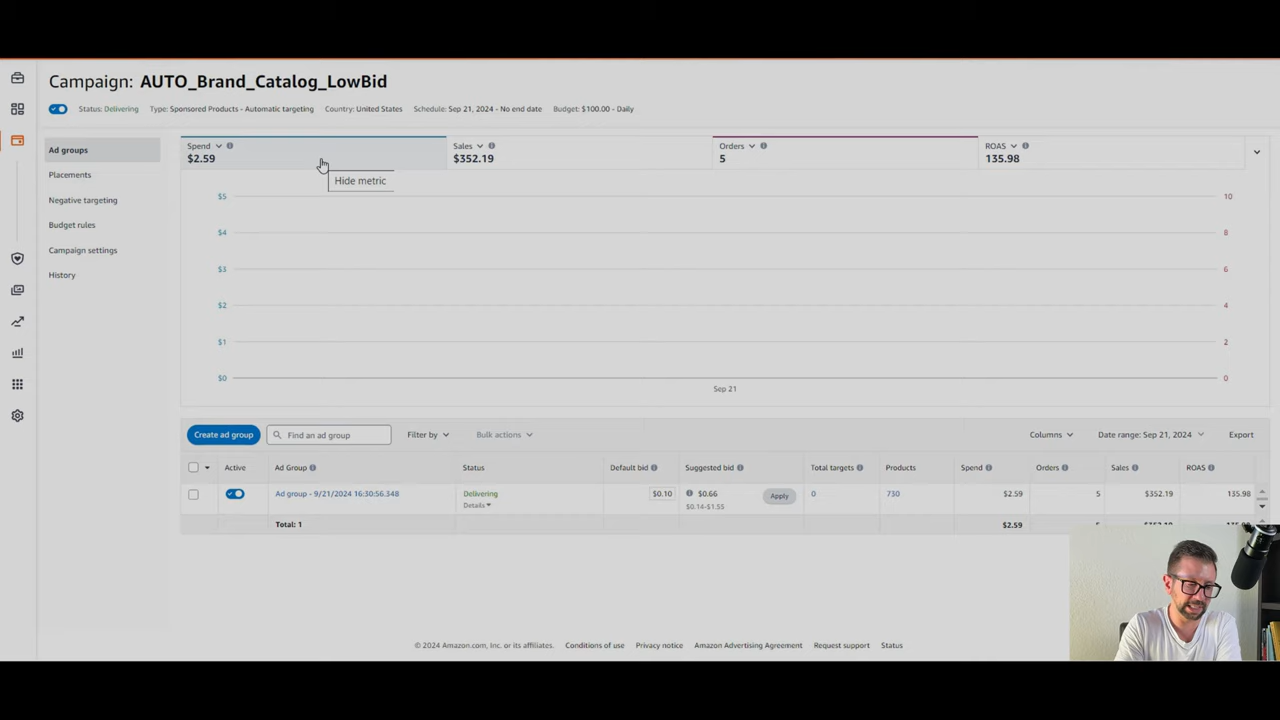 Campaign: AUTO_Brand_Catalog_LowBid
Status: Delivering Type: Sponsored Products - Automatic targeting Country: United States Schedule: Sep 21, 2024 - No end date Budget: $100.00 - Daily
Ad groups
Placements
Negative targeting
Budget rules
Campaign settings
History
Spend Sales Orders ROAS
$2.59 $352.19 5 135.98
Hide metric
$5 10
$4 8
$3 6
$2 4
$1 2
$0 0
Sep 21
Create ad group Find an ad group Filter by Bulk actions Columns Date range: Sep 21, 2024 Export
Active Ad Group Status Default bid Suggested bid Total targets Products Spend Orders Sales ROAS
Ad group - 9/21/2024 16:30:56.348 Delivering $0.10 $0.66 Apply 0 730 $2.59 5 $352.19 135.98
Details $0.14-$1.55
Total: 1 $2.59 5 $352.19 135.98
© 2024 Amazon.com, Inc. or its affiliates. Conditions of use Privacy notice Amazon Advertising Agreement Request support Status